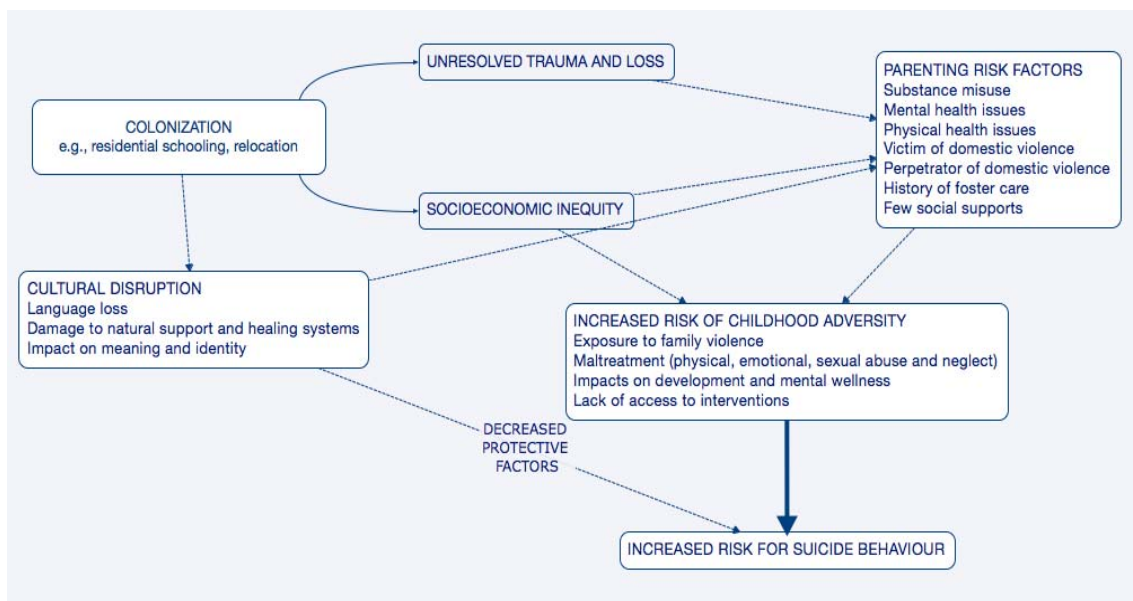 UNRESOLVED TRAUMA AND LOSS
PARENTING RISK FACTORS
Substance misuse
Mental health issues
Physical health issues
Victim of domestic violence
Perpetrator of domestic violence
History of foster care
Few social supports
COLONIZATION
e.g., residential schooling, relocation
SOCIOECONOMIC INEQUITY
CULTURAL DISRUPTION
Language loss
Damage to natural support and healing systems
Impact on meaning and identity
INCREASED RISK OF CHILDHOOD ADVERSITY
Exposure to family violence
Maltreatment (physical, emotional, sexual abuse and neglect)
Impacts on development and mental wellness
Lack of access to interventions
DECREASED
PROTECTIVE
FACTORS
INCREASED RISK FOR SUICIDE BEHAVIOUR